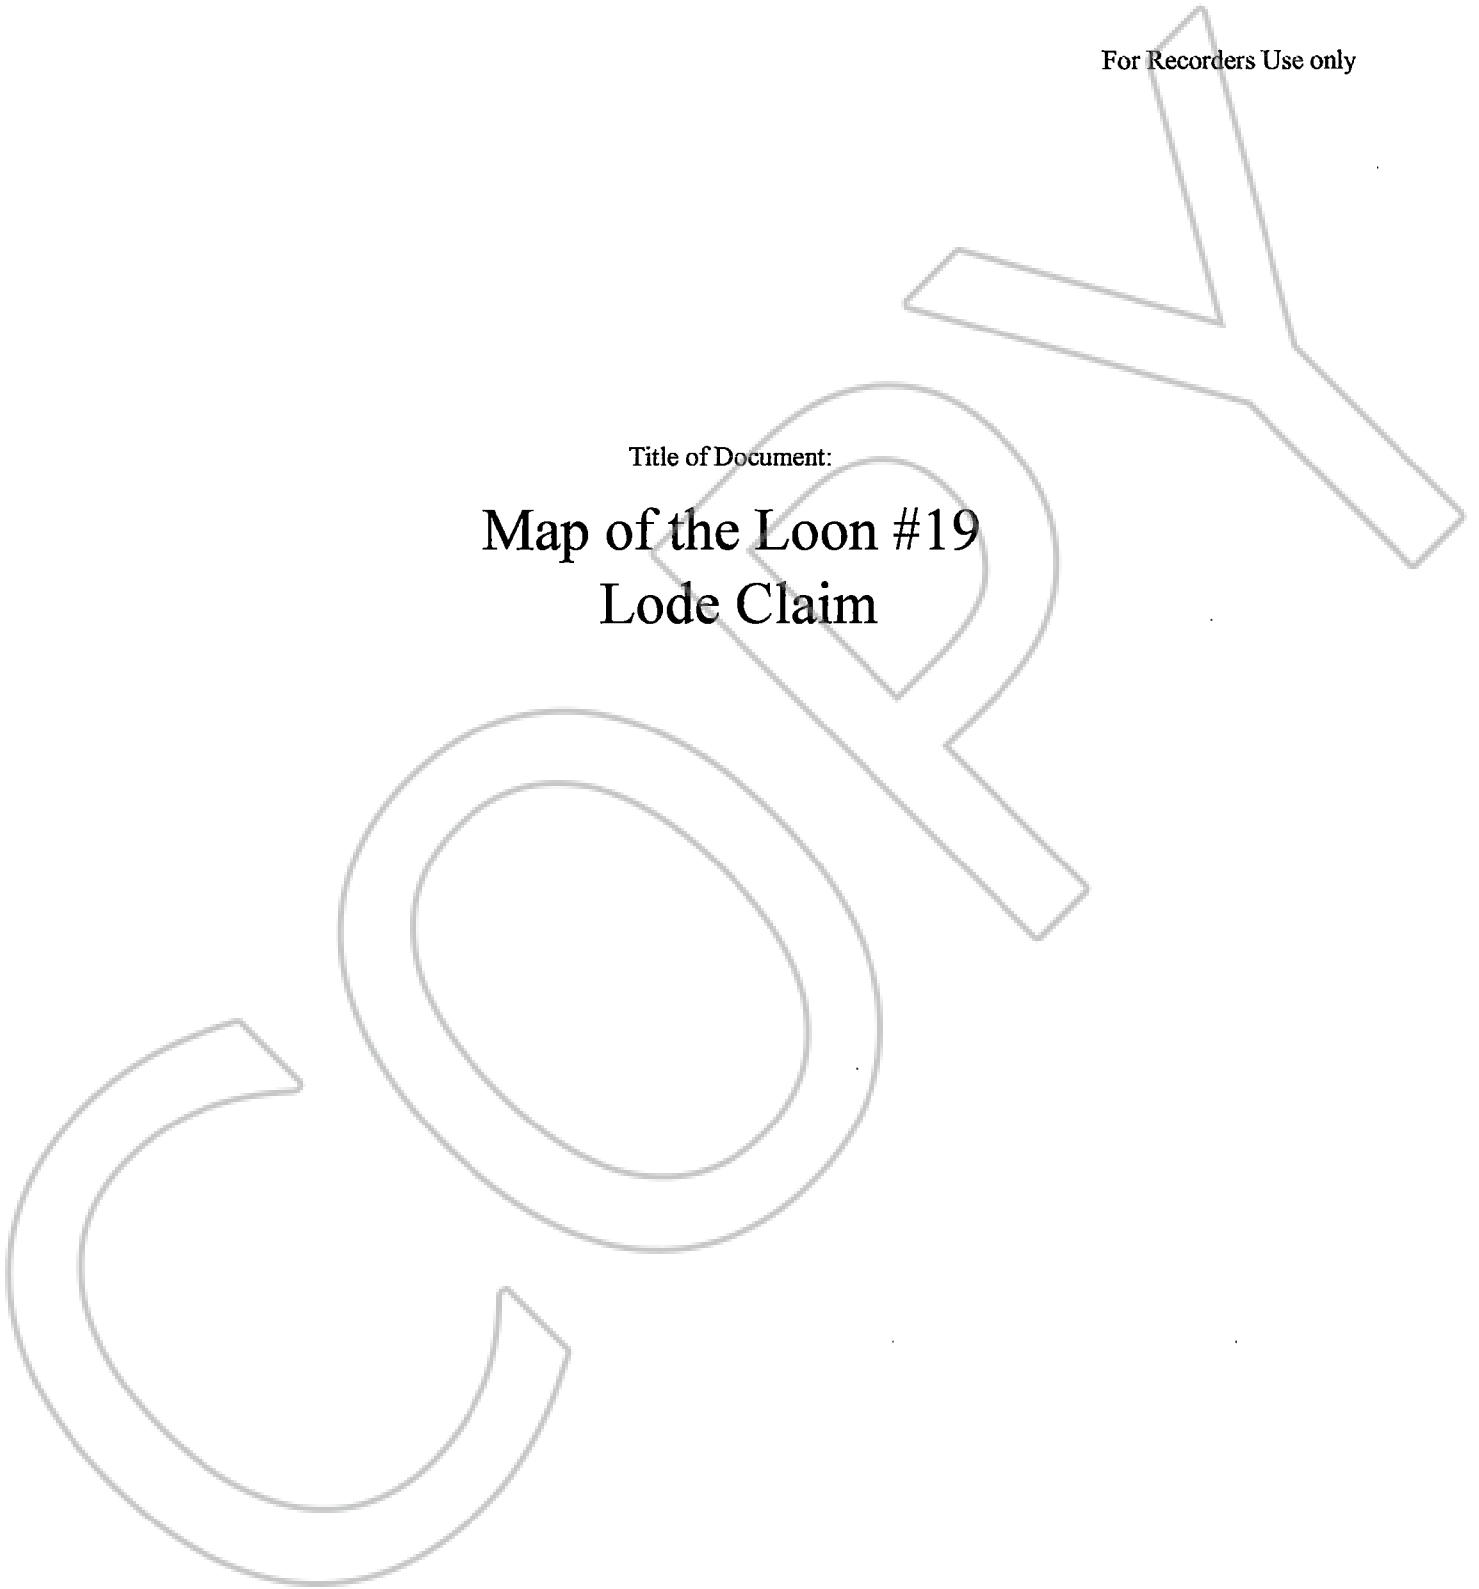 For Recorders Use only
Title of Document:
Map of the Loon #19
Lode Claim
COPY